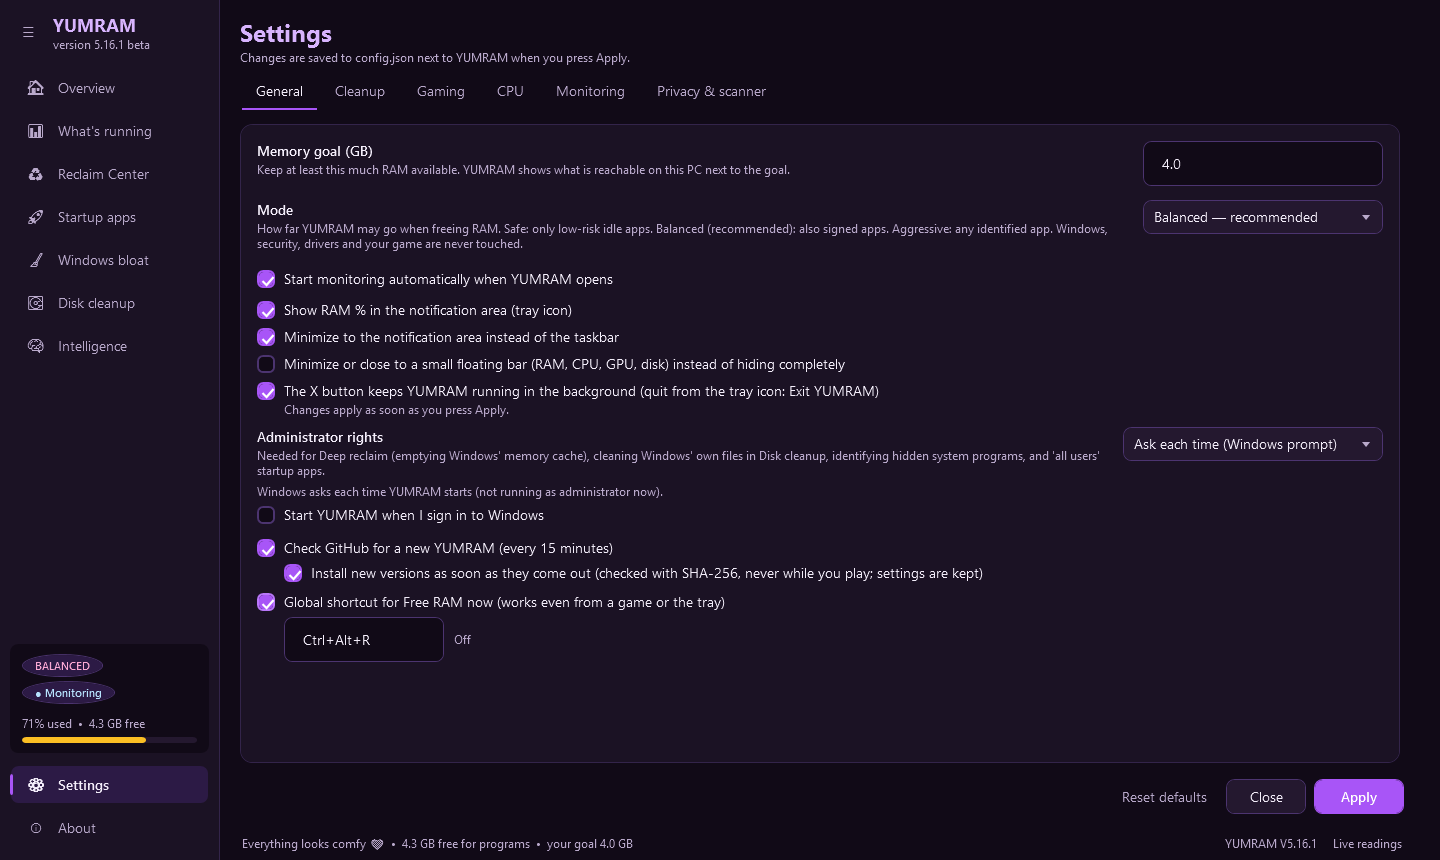 YUMRAM
version 5.16.1 beta
Overview
What's running
Reclaim Center
Startup apps
Windows bloat
Disk cleanup
Intelligence
BALANCED
● Monitoring
71% used • 4.3 GB free
Settings
About
Settings
Changes are saved to config.json next to YUMRAM when you press Apply.
General Cleanup Gaming CPU Monitoring Privacy & scanner
Memory goal (GB)
Keep at least this much RAM available. YUMRAM shows what is reachable on this PC next to the goal.
4.0
Mode
How far YUMRAM may go when freeing RAM. Safe: only low-risk idle apps. Balanced (recommended): also signed apps. Aggressive: any identified app. Windows,
security, drivers and your game are never touched.
Balanced — recommended
Start monitoring automatically when YUMRAM opens
Show RAM % in the notification area (tray icon)
Minimize to the notification area instead of the taskbar
Minimize or close to a small floating bar (RAM, CPU, GPU, disk) instead of hiding completely
The X button keeps YUMRAM running in the background (quit from the tray icon: Exit YUMRAM)
Changes apply as soon as you press Apply.
Administrator rights
Needed for Deep reclaim (emptying Windows' memory cache), cleaning Windows' own files in Disk cleanup, identifying hidden system programs, and 'all users'
startup apps.
Ask each time (Windows prompt)
Windows asks each time YUMRAM starts (not running as administrator now).
Start YUMRAM when I sign in to Windows
Check GitHub for a new YUMRAM (every 15 minutes)
Install new versions as soon as they come out (checked with SHA-256, never while you play; settings are kept)
Global shortcut for Free RAM now (works even from a game or the tray)
Ctrl+Alt+R Off
Reset defaults Close Apply
Everything looks comfy 💜 • 4.3 GB free for programs • your goal 4.0 GB
YUMRAM V5.16.1 Live readings